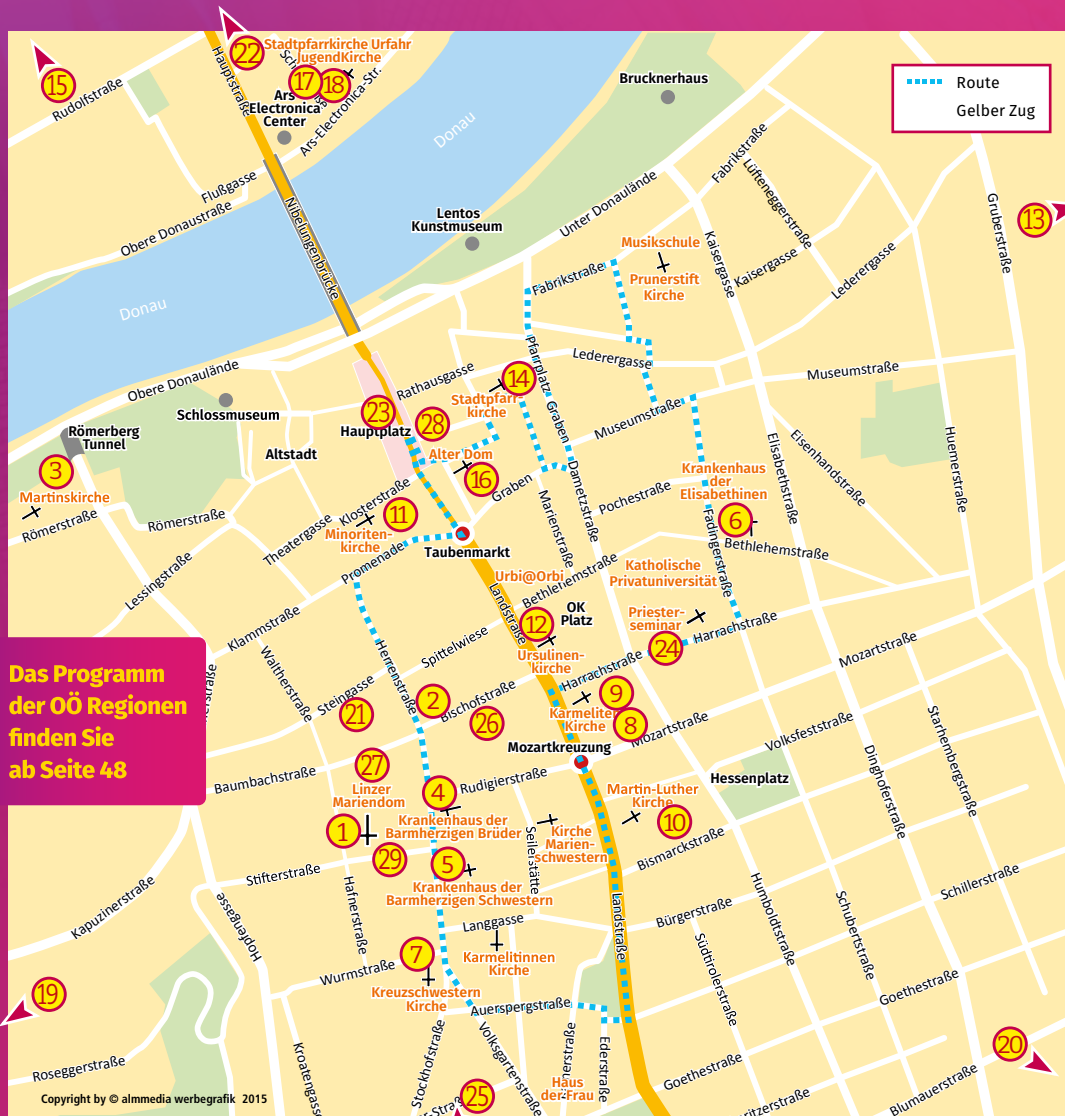 22
Stadtpfarrkirche Urfahr
JugendKirche
15
17
18
Rudolfstraße
Hauptstraße
Ars
Electronica
Center
Ars-Electronica-Str.
Brucknerhaus
Route
Gelber Zug
Donau
Flußgasse
Obere Donaustraße
Nibelungenbrücke
Lentos
Kunstmuseum
Unter Donaulände
Fabrikstraße
Lüfteneggerstraße
Gruberstraße
13
Musikschule
Prunerstift
Kirche
Kaisergasse
Kaisergasse
Lederergasse
Fabrikstraße
Donau
Obere Donaulände
Schlossmuseum
Rathausgasse
14
Pfarrplatz
Lederergasse
Museumstraße
Stadtpfarr-
kirche
23
28
Hauptplatz
Römerberg
Tunnel
Altstadt
Graben
Museumstraße
3
Martinskirche
Römerstraße
Römerstraße
Alter Dom
16
Klosterstraße
Graben
11
Minoriten-
kirche
Theatergasse
Promenade
Taubenmarkt
Marienstraße
Dametzstraße
Pochestraße
Krankenhaus
der
Elisabethinen
6
Elisabethstraße
Eisenhandstraße
Huemerstraße
Fadingerstraße
Bethlehemstraße
Lessingstraße
Klammstraße
Urbi@Orbi
Bethlehemstraße
Katholische
Privatuniversität
OK
Platz
Landstraße
12
Ursulinen-
kirche
Priester-
seminar
24
Harrachstraße
Harrachstraße
Mozartstraße
Das Programm
der OÖ Regionen
finden Sie
ab Seite 48
Waltherstraße
Herrenstraße
Spittelwiese
Steingasse
21
2
Bischofstraße
26
9
Karmeliten
Kirche
8
Mozartstraße
Mozartkreuzung
Volksfeststraße
Starhembergstraße
Dinghoferstraße
Hessenplatz
27
Linzer
Mariendom
Baumbachstraße
4
Rudigierstraße
Krankenhaus der
Barmherzigen Brüder
1
29
Stifterstraße
5
Krankenhaus der
Barmherzigen Schwestern
Seilerstätte
Kirche
Marien-
schwestern
Martin-Luther
Kirche
10
Bismarckstraße
Kapuzinerstraße
Hopfengasse
Hafnerstraße
Langgasse
Landstraße
Bürgerstraße
Humboldtstraße
Schubertstraße
Schillerstraße
Südtirolerstraße
7
Wurmstraße
Kreuzschwestern
Kirche
Karmelitinnen
Kirche
19
Auerspergstraße
Goethestraße
Roseggerstraße
Kroatengasse
Stockhofstraße
Volksgartenstraße
Ederstraße
Haus
der Frau
Goethestraße
20
Blumauerstraße
25
Copyright by © almmedia werbegrafik 2015